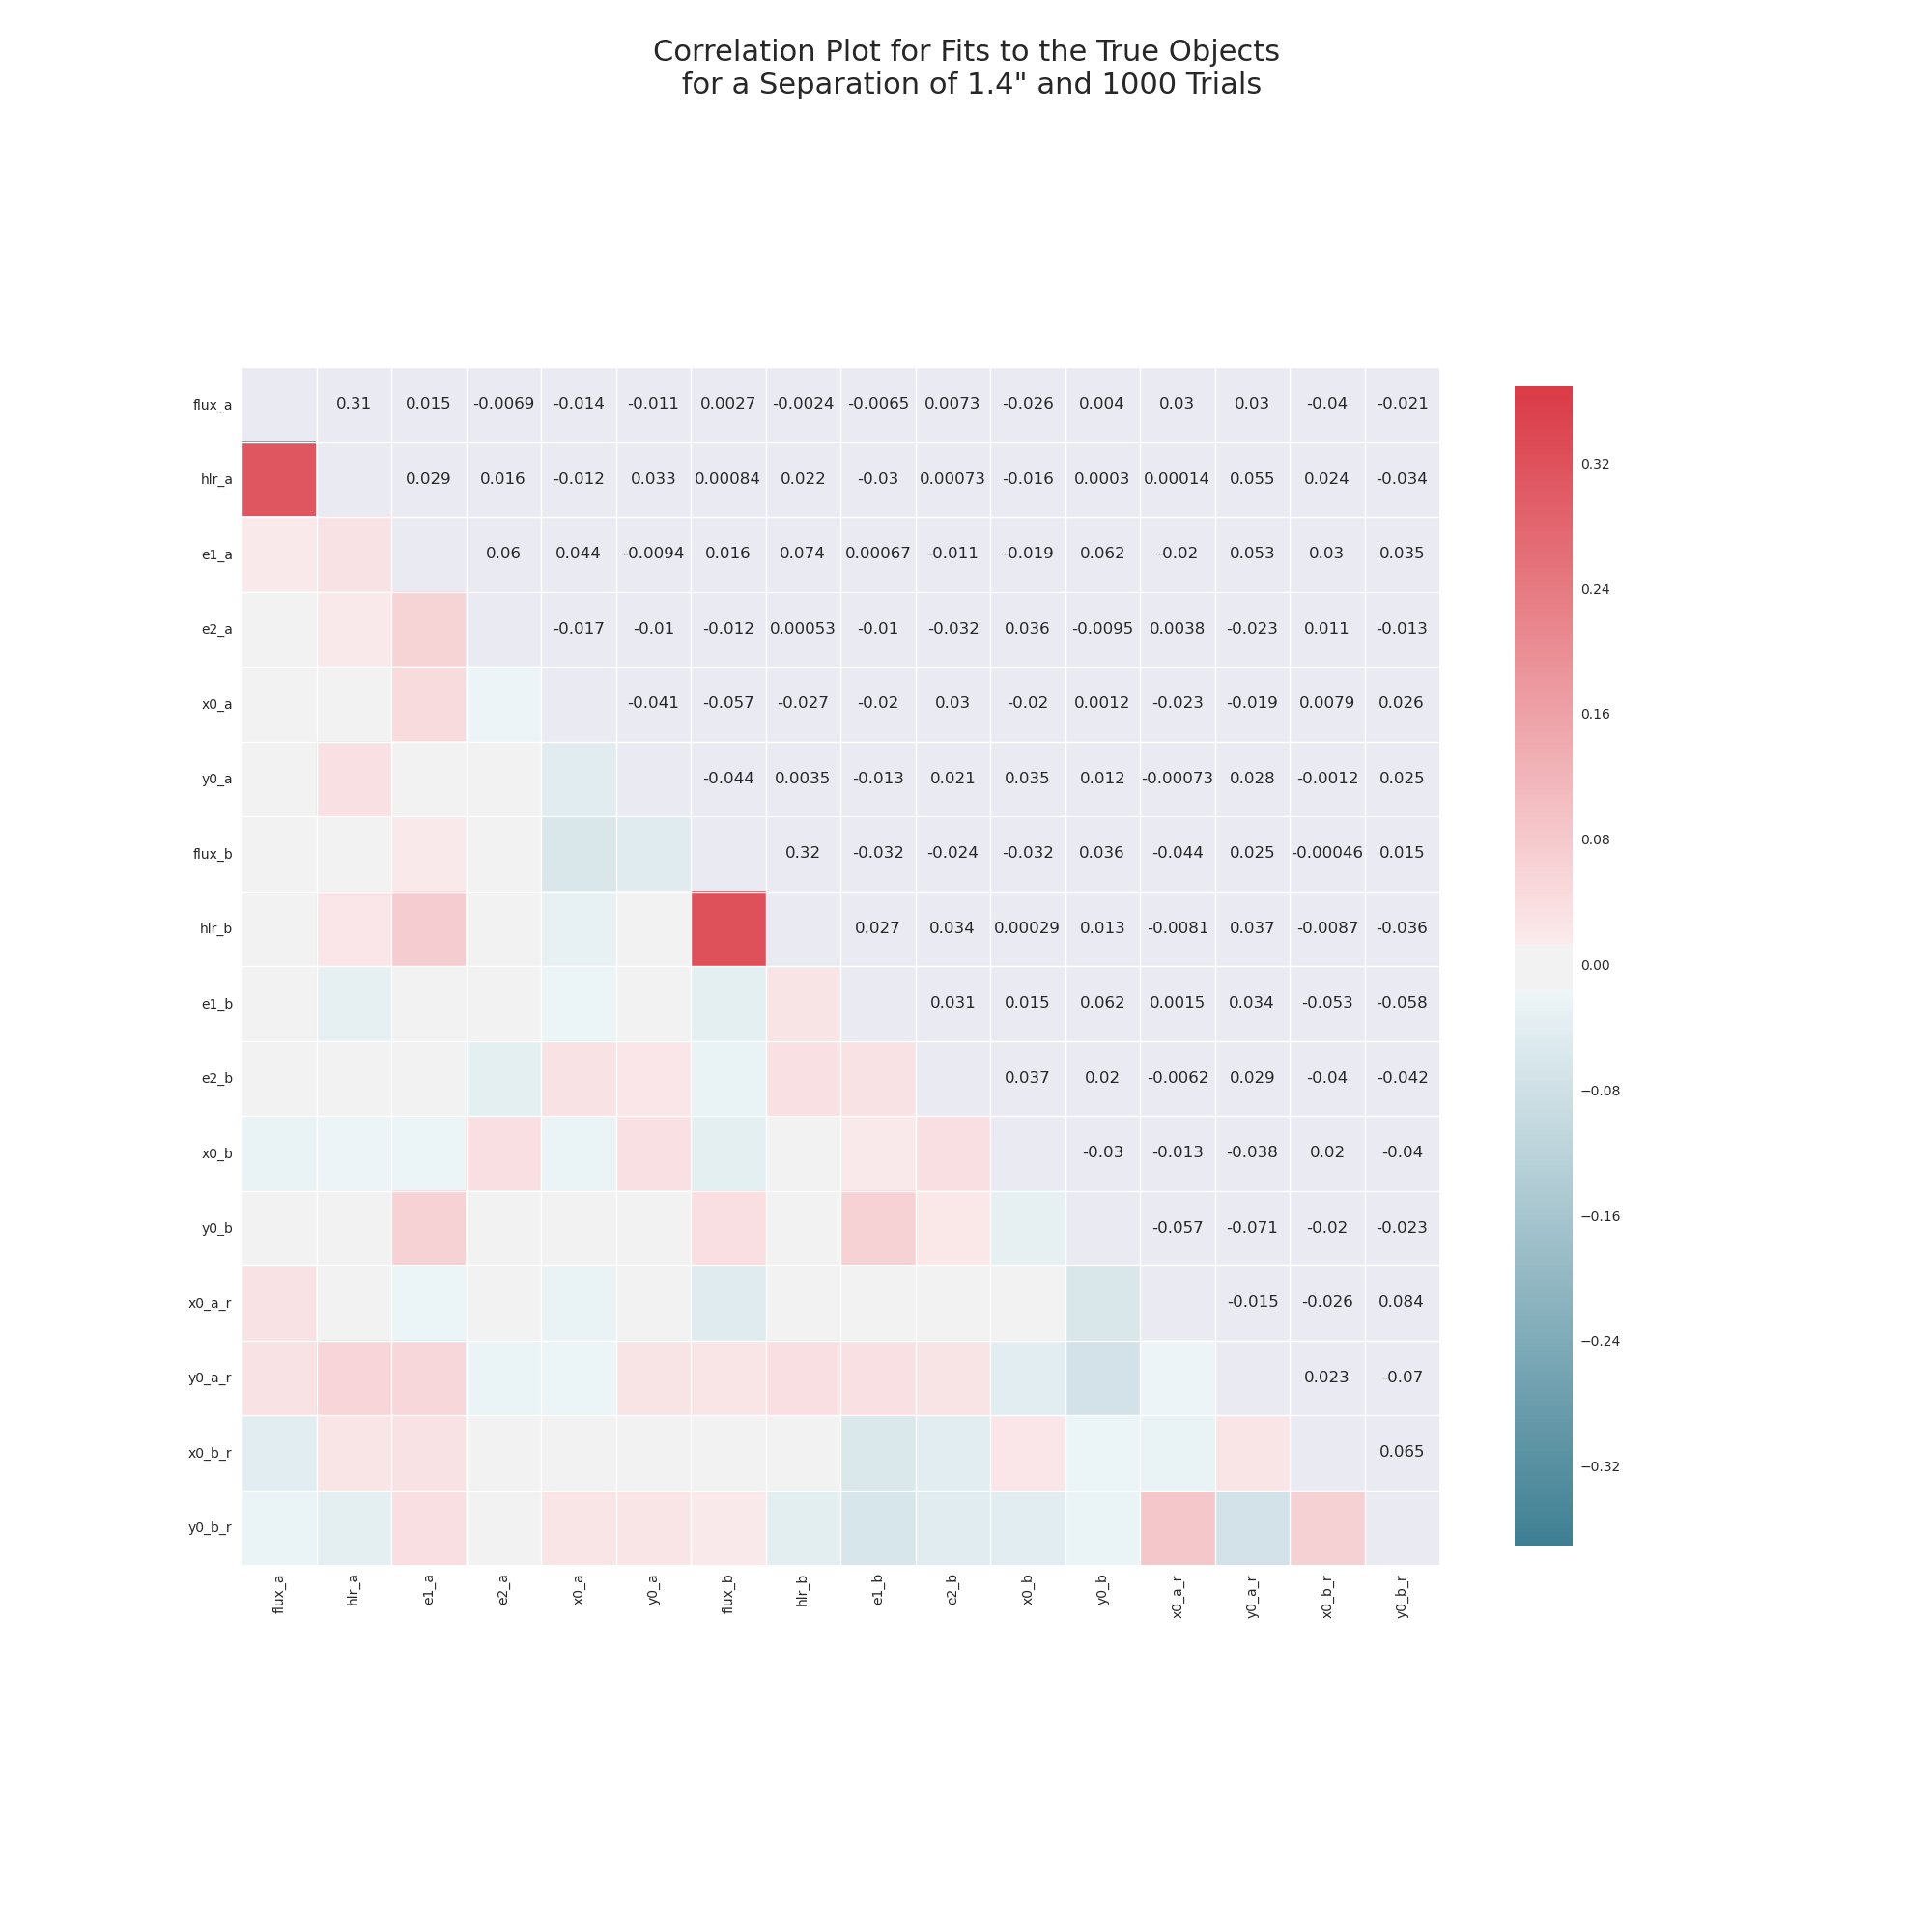 Correlation Plot for Fits to the True Objects
for a Separation of 1.4" and 1000 Trials
flux_a 0.31 0.015 -0.0069 -0.014 -0.011 0.0027 -0.0024 -0.0065 0.0073 -0.026 0.004 0.03 0.03 -0.04 -0.021
hlr_a 0.029 0.016 -0.012 0.033 0.00084 0.022 -0.03 0.00073 -0.016 0.0003 0.00014 0.055 0.024 -0.034
0.32
e1_a 0.06 0.044 -0.0094 0.016 0.074 0.00067 -0.011 -0.019 0.062 -0.02 0.053 0.03 0.035
0.24
e2_a -0.017 -0.01 -0.012 0.00053 -0.01 -0.032 0.036 -0.0095 0.0038 -0.023 0.011 -0.013
x0_a -0.041 -0.057 -0.027 -0.02 0.03 -0.02 0.0012 -0.023 -0.019 0.0079 0.026
0.16
y0_a -0.044 0.0035 -0.013 0.021 0.035 0.012 -0.00073 0.028 -0.0012 0.025
0.08
flux_b 0.32 -0.032 -0.024 -0.032 0.036 -0.044 0.025 -0.00046 0.015
hlr_b 0.027 0.034 0.00029 0.013 -0.0081 0.037 -0.0087 -0.036
0.00
e1_b 0.031 0.015 0.062 0.0015 0.034 -0.053 -0.058
e2_b 0.037 0.02 -0.0062 0.029 -0.04 -0.042
−0.08
x0_b -0.03 -0.013 -0.038 0.02 -0.04
−0.16
y0_b -0.057 -0.071 -0.02 -0.023
x0_a_r -0.015 -0.026 0.084
−0.24
y0_a_r 0.023 -0.07
x0_b_r 0.065
−0.32
y0_b_r
flux_a hlr_a e1_a e2_a x0_a y0_a flux_b hlr_b e1_b e2_b x0_b y0_b x0_a_r y0_a_r x0_b_r y0_b_r